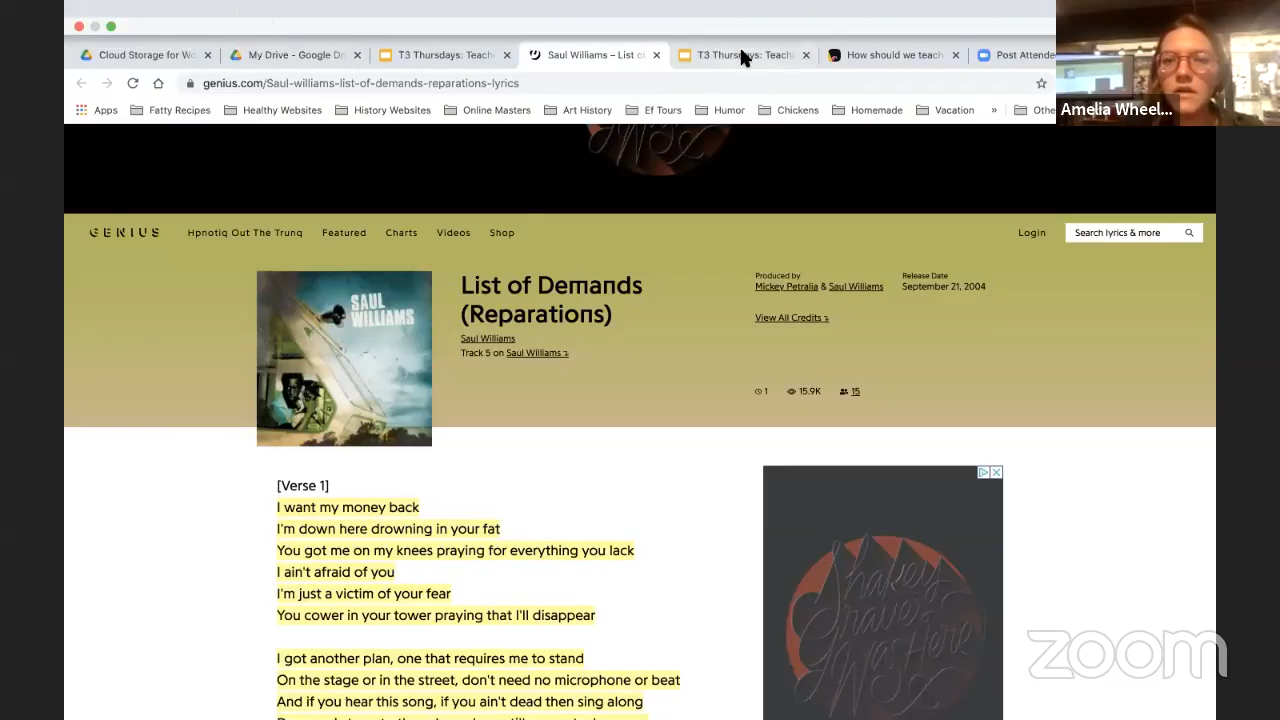 Cloud Storage for Wo
My Drive - Google Dri
T3 Thursdays: Teach
Saul Williams – List of
T3 Thursdays: Teach
How should we teach
Post Attende
genius.com/Saul-williams-list-of-demands-reparations-lyrics
Apps
Fatty Recipes
Healthy Websites
History Websites
Online Masters
Art History
Ef Tours
Humor
Chickens
Homemade
Vacation
»
Othe
Amelia Wheel...
GENIUS
Hpnotiq Out The Trunq
Featured
Charts
Videos
Shop
Login
Search lyrics & more
SAUL
WILLIAMS
List of Demands
(Reparations)
Saul Williams
Track 5 on Saul Williams
Produced by
Mickey Petralia & Saul Williams
Release Date
September 21, 2004
View All Credits
1
15.9K
15
[Verse 1]
I want my money back
I'm down here drowning in your fat
You got me on my knees praying for everything you lack
I ain't afraid of you
I'm just a victim of your fear
You cower in your tower praying that I'll disappear
I got another plan, one that requires me to stand
On the stage or in the street, don't need no microphone or beat
And if you hear this song, if you ain't dead then sing along
Shakey
Graves
Was Here
zoom